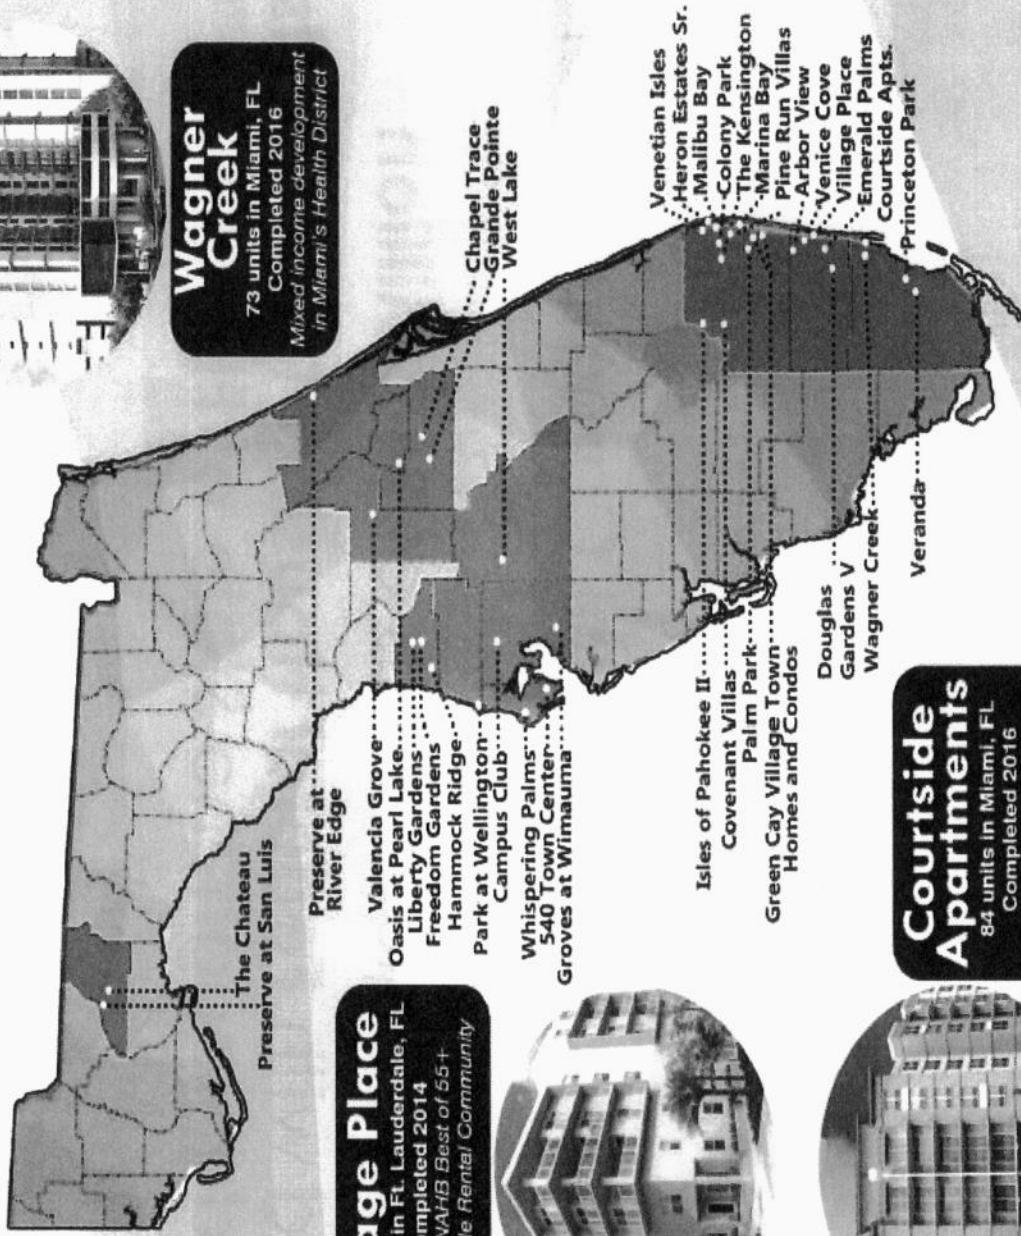 Wagner
Creek
73 units in Miami, FL
Completed 2016
Mixed income development
in Miami's Health District
The Chateau
Preserve at San Luis
Preserve at
River Edge
Valencia Grove
Oasis at Pearl Lake
Liberty Gardens
Freedom Gardens
Hammock Ridge
Park at Wellington
Campus Club
Whispering Palms
540 Town Center
Groves at Wimauma
Chapel Trace
Grande Pointe
West Lake
Isles of Pahokee II
Covenant Villas
Palm Park
Green Cay Village Town
Homes and Condos
Douglas
Gardens V
Wagner Creek
Veranda
Venetian Isles
Heron Estates Sr.
Malibu Bay
Colony Park
The Kensington
Marina Bay
Pine Run Villas
Arbor View
Venice Cove
Village Place
Emerald Palms
Courtside Apts.
Princeton Park
age Place
in Ft. Lauderdale, FL
mpleted 2014
NAHB Best of 55+
le Rental Community
Courtside
Apartments
84 units in Miami, FL
Completed 2016